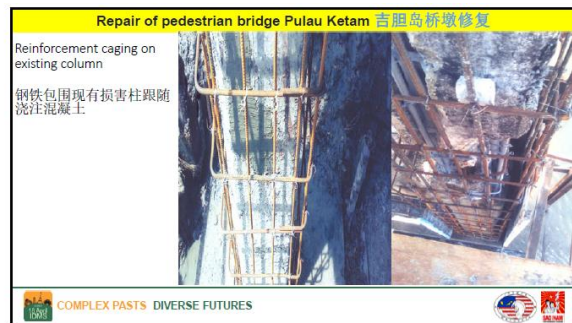 Repair of pedestrian bridge Pulau Ketam 吉胆岛桥墩修复
Reinforcement caging on
existing column
钢铁包围现有损害柱跟随
浇注混凝土
COMPLEX PASTS DIVERSE FUTURES